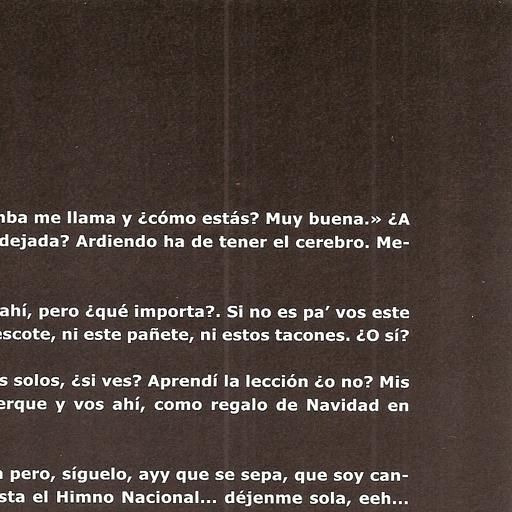 me llama y ¿cómo estás? Muy buena.» ¿A
dejada? Ardiendo ha de tener el cerebro. Me-
ahí, pero ¿qué importa?. Si no es pa’ vos este
escote, ni este pañete, ni estos tacones. ¿O sí?
solos, ¿si ves? Aprendí la lección ¿o no? Mis
y vos ahí, como regalo de Navidad en
pero, síguelo, ayy que se sepa, que soy can-
el Himno Nacional... déjenme sola, eeh...